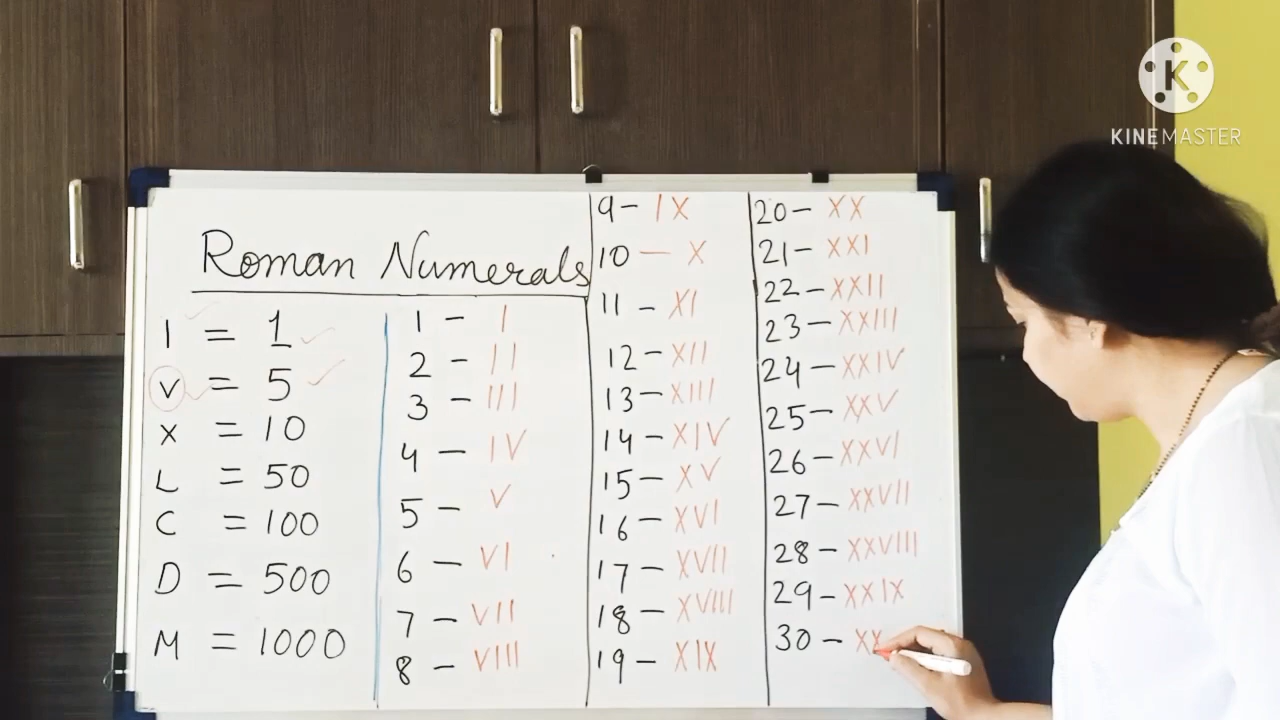 K
KINEMASTER
Roman Numerals
I = 1
V = 5
X = 10
L = 50
C = 100
D = 500
M = 1000
1 - I
2 - II
3 - III
4 - IV
5 - V
6 - VI
7 - VII
8 - VIII
9 - IX
10 - X
11 - XI
12 - XII
13 - XIII
14 - XIV
15 - XV
16 - XVI
17 - XVII
18 - XVIII
19 - XIX
20 - XX
21 - XXI
22 - XXII
23 - XXIII
24 - XXIV
25 - XXV
26 - XXVI
27 - XXVII
28 - XXVIII
29 - XXIX
30 - XX